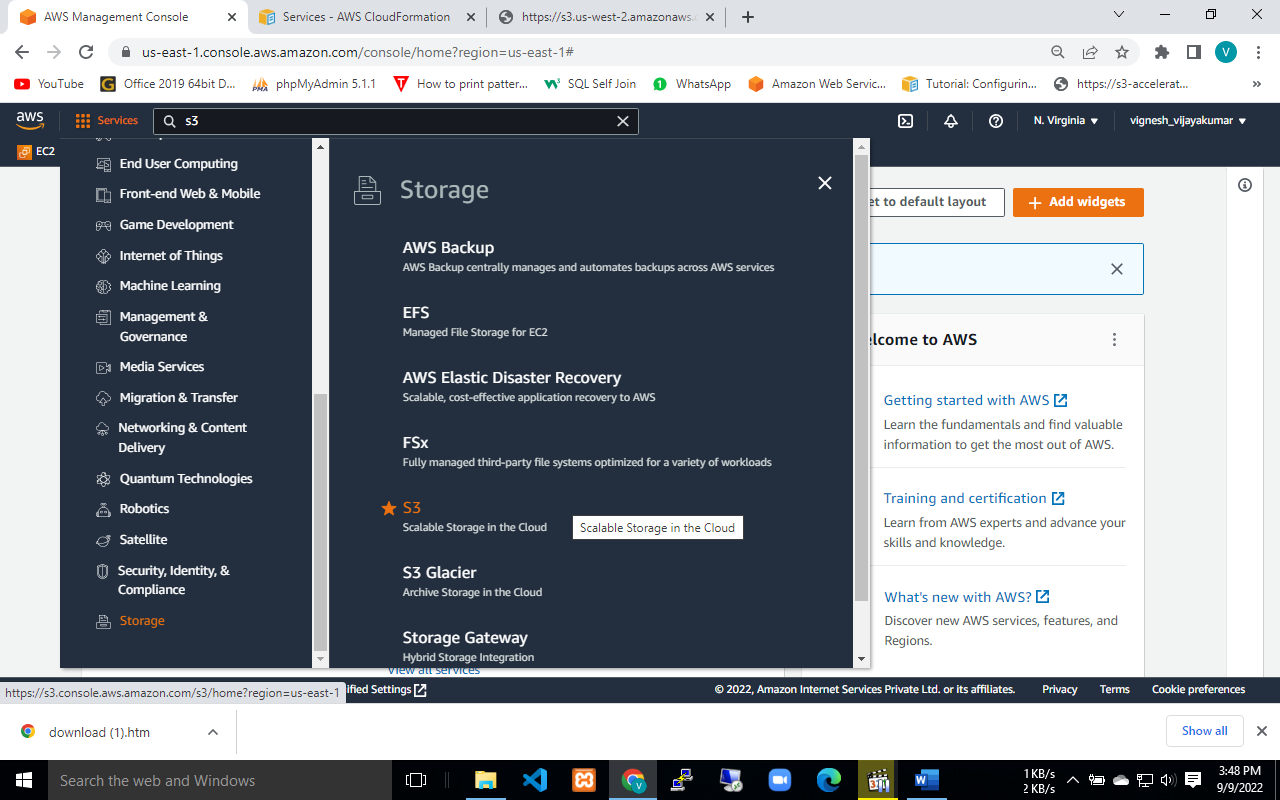 AWS Management Console
Services - AWS CloudFormation
https://s3.us-west-2.amazonaws.
us-east-1.console.aws.amazon.com/console/home?region=us-east-1#
V
YouTube
Office 2019 64bit D...
phpMyAdmin 5.1.1
How to print patter...
SQL Self Join
WhatsApp
Amazon Web Servic...
Tutorial: Configurin...
https://s3-accelerat...
aws
Services
s3
N. Virginia
vignesh_vijayakumar
EC2
End User Computing
Front-end Web & Mobile
Game Development
Internet of Things
Machine Learning
Management &
Governance
Media Services
Migration & Transfer
Networking & Content
Delivery
Quantum Technologies
Robotics
Satellite
Security, Identity, &
Compliance
Storage
Storage
AWS Backup
AWS Backup centrally manages and automates backups across AWS services
EFS
Managed File Storage for EC2
AWS Elastic Disaster Recovery
Scalable, cost-effective application recovery to AWS
FSx
Fully managed third-party file systems optimized for a variety of workloads
S3
Scalable Storage in the Cloud
Scalable Storage in the Cloud
S3 Glacier
Archive Storage in the Cloud
Storage Gateway
Hybrid Storage Integration
View all services
et to default layout
Add widgets
elcome to AWS
Getting started with AWS
Learn the fundamentals and find valuable
information to get the most out of AWS.
Training and certification
Learn from AWS experts and advance your
skills and knowledge.
What's new with AWS?
Discover new AWS services, features, and
Regions.
https://s3.console.aws.amazon.com/s3/home?region=us-east-1
ified Settings
© 2022, Amazon Internet Services Private Ltd. or its affiliates.
Privacy
Terms
Cookie preferences
download (1).htm
Show all
Search the web and Windows
1 KB/s
2 KB/s
3:48 PM
9/9/2022